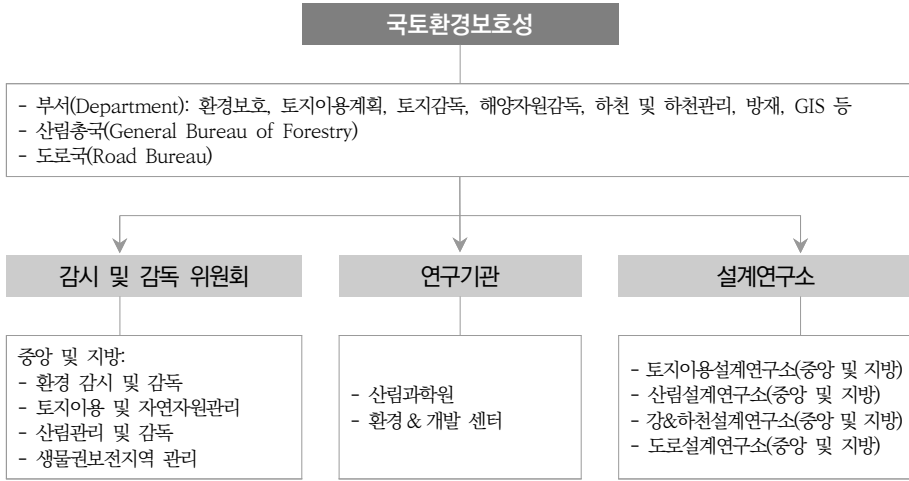 국토환경보호성
- 부서(Department): 환경보호, 토지이용계획, 토지감독, 해양자원감독, 하천 및 하천관리, 방재, GIS 등
- 산림총국(General Bureau of Forestry)
- 도로국(Road Bureau)
감시 및 감독 위원회
중앙 및 지방:
- 환경 감시 및 감독
- 토지이용 및 자연자원관리
- 산림관리 및 감독
- 생물권보전지역 관리
연구기관
- 산림과학원
- 환경 & 개발 센터
설계연구소
- 토지이용설계연구소(중앙 및 지방)
- 산림설계연구소(중앙 및 지방)
- 강&하천설계연구소(중앙 및 지방)
- 도로설계연구소(중앙 및 지방)